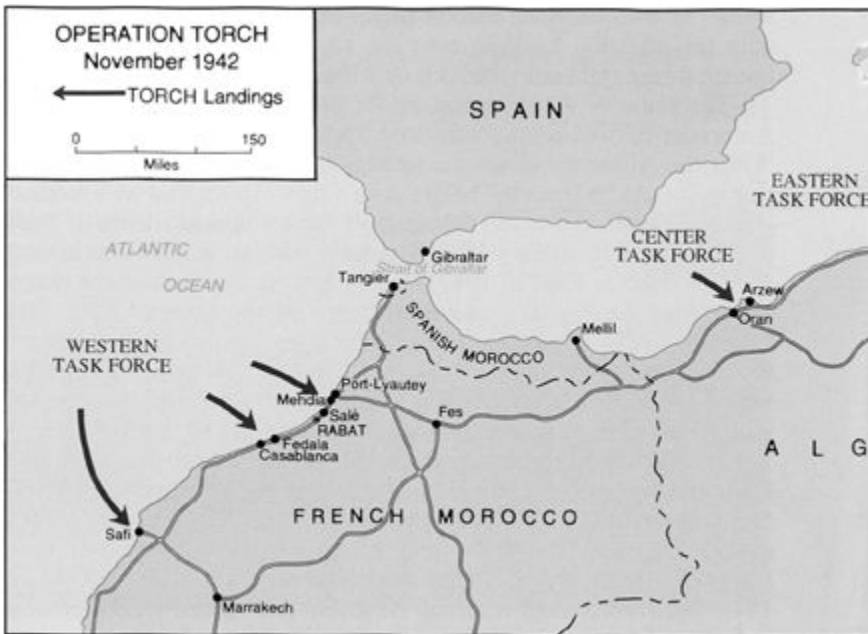 OPERATION TORCH
November 1942
TORCH Landings
0
150
Miles
SPAIN
EASTERN
TASK FORCE
CENTER
TASK FORCE
ATLANTIC
OCEAN
Gibraltar
Strait of Gibraltar
Tangier
Arzew
Oran
SPANISH MOROCCO
Mellil
WESTERN
TASK FORCE
Port-Lyautey
Mehdia
Salé
RABAT
Fes
Fedala
Casablanca
A L G
FRENCH MOROCCO
Safi
Marrakech